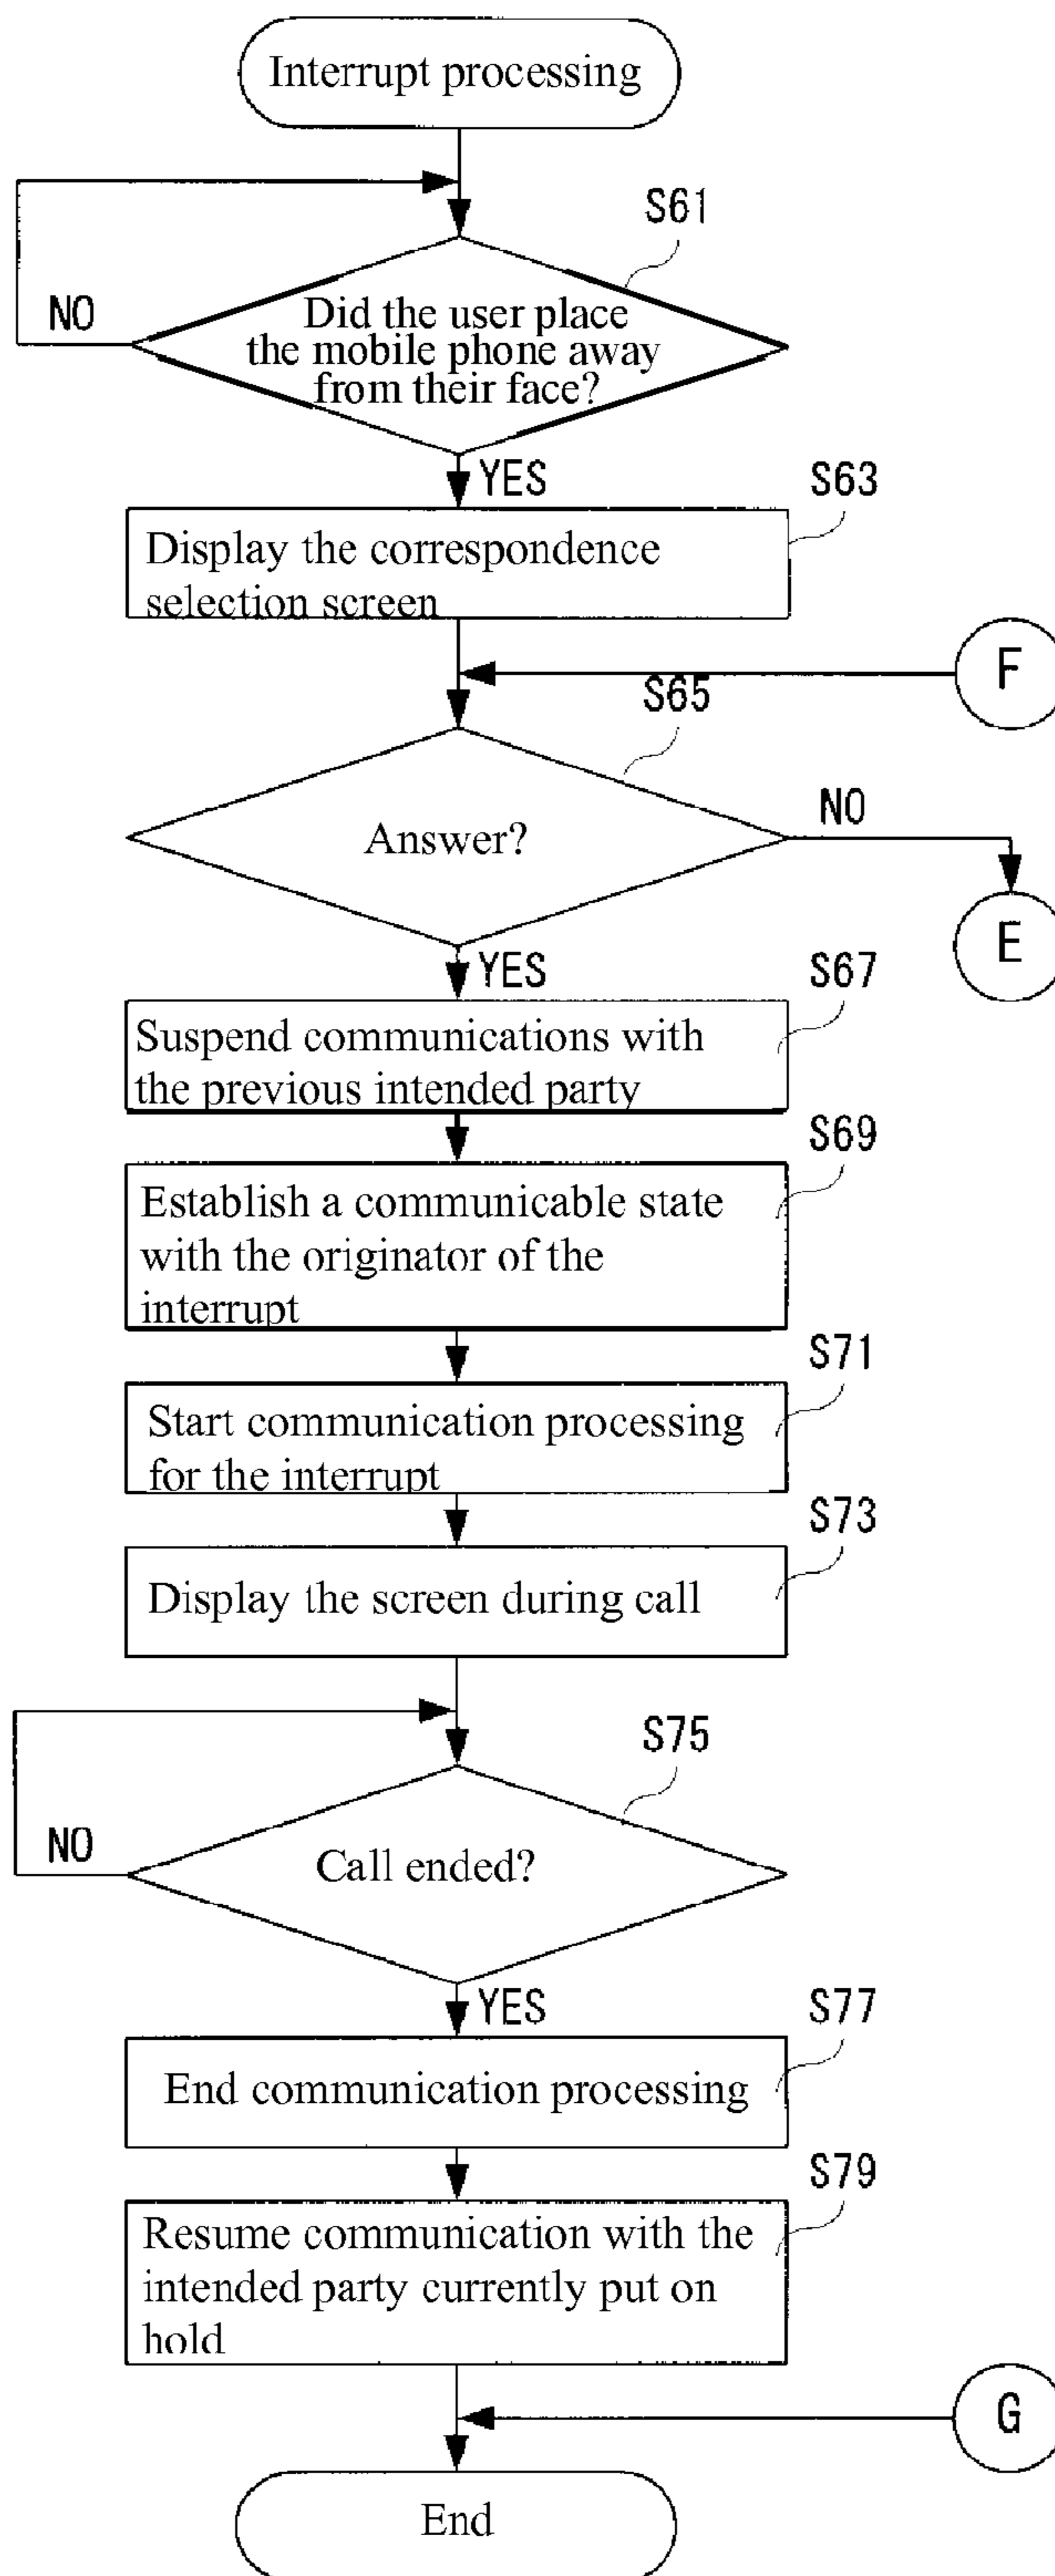 Interrupt processing
S61
NO
Did the user place
the mobile phone away
from their face?
YES
S63
Display the correspondence
selection screen
F
S65
Answer?
NO
E
YES
S67
Suspend communications with
the previous intended party
S69
Establish a communicable state
with the originator of the
interrupt
S71
Start communication processing
for the interrupt
S73
Display the screen during call
S75
NO
Call ended?
YES
S77
End communication processing
S79
Resume communication with the
intended party currently put on
hold
G
End